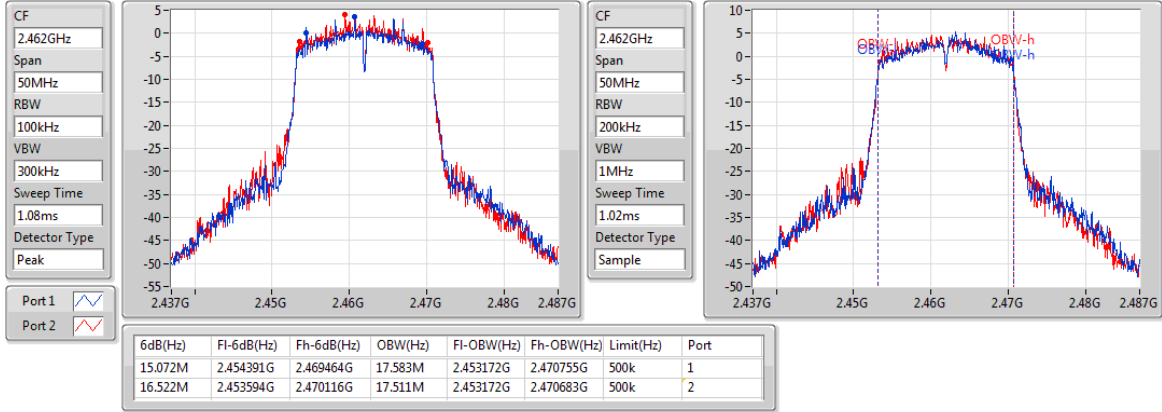 CF
2.462GHz
Span
50MHz
RBW
100kHz
VBW
300kHz
Sweep Time
1.08ms
Detector Type
Peak
Port 1
Port 2
5
0
-5
-10
-15
-20
-25
-30
-35
-40
-45
-50
-55
2.437G 2.45G 2.46G 2.47G 2.48G 2.487G
CF
2.462GHz
Span
50MHz
RBW
200kHz
VBW
1MHz
Sweep Time
1.02ms
Detector Type
Sample
10
5
0
-5
-10
-15
-20
-25
-30
-35
-40
-45
-50
OBW-h
OBW-h
2.437G 2.45G 2.46G 2.47G 2.48G 2.487G
6dB(Hz) Fl-6dB(Hz) Fh-6dB(Hz) OBW(Hz) Fl-OBW(Hz) Fh-OBW(Hz) Limit(Hz) Port
15.072M 2.454391G 2.469464G 17.583M 2.453172G 2.470755G 500k 1
16.522M 2.453594G 2.470116G 17.511M 2.453172G 2.470683G 500k 2